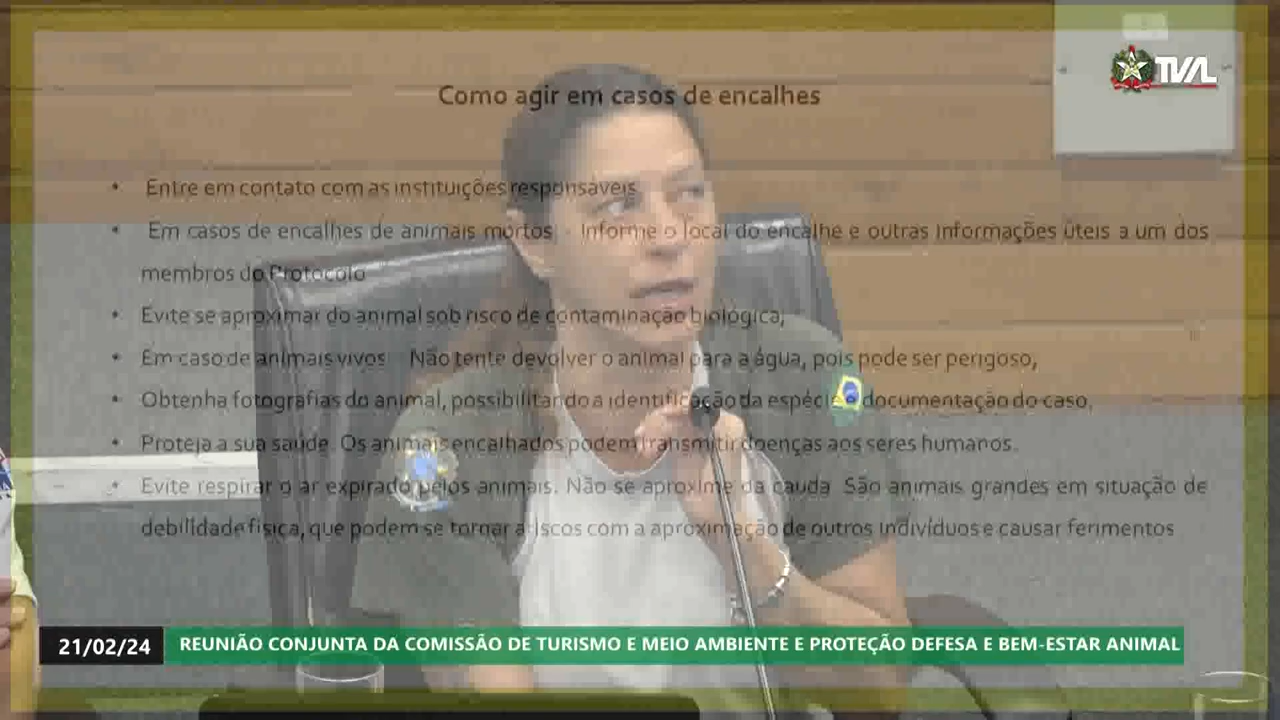 TVAL
Como agir em casos de encalhes
• Entre em contato com as instituições responsáveis
• Em casos de encalhes de animais mortos - Informe o local do encalhe e outras informações úteis a um dos
membros do Protocolo
• Evite se aproximar do animal sob risco de contaminação biológica;
• Em caso de animais vivos Não tente devolver o animal para a água, pois pode ser perigoso,
• Obtenha fotografias do animal, possibilitando a identificação da espécie documentação do caso.
• Proteja a sua saúde. Os animais encalhados podem transmitir doenças aos seres humanos.
• Evite respirar o ar expirado pelos animais. Não se aproxime da cauda São animais grandes em situação de
debilidade física, que podem se tornar ariscos com a aproximação de outros indivíduos e causar ferimentos
21/02/24 REUNIÃO CONJUNTA DA COMISSÃO DE TURISMO E MEIO AMBIENTE E PROTEÇÃO DEFESA E BEM-ESTAR ANIMAL